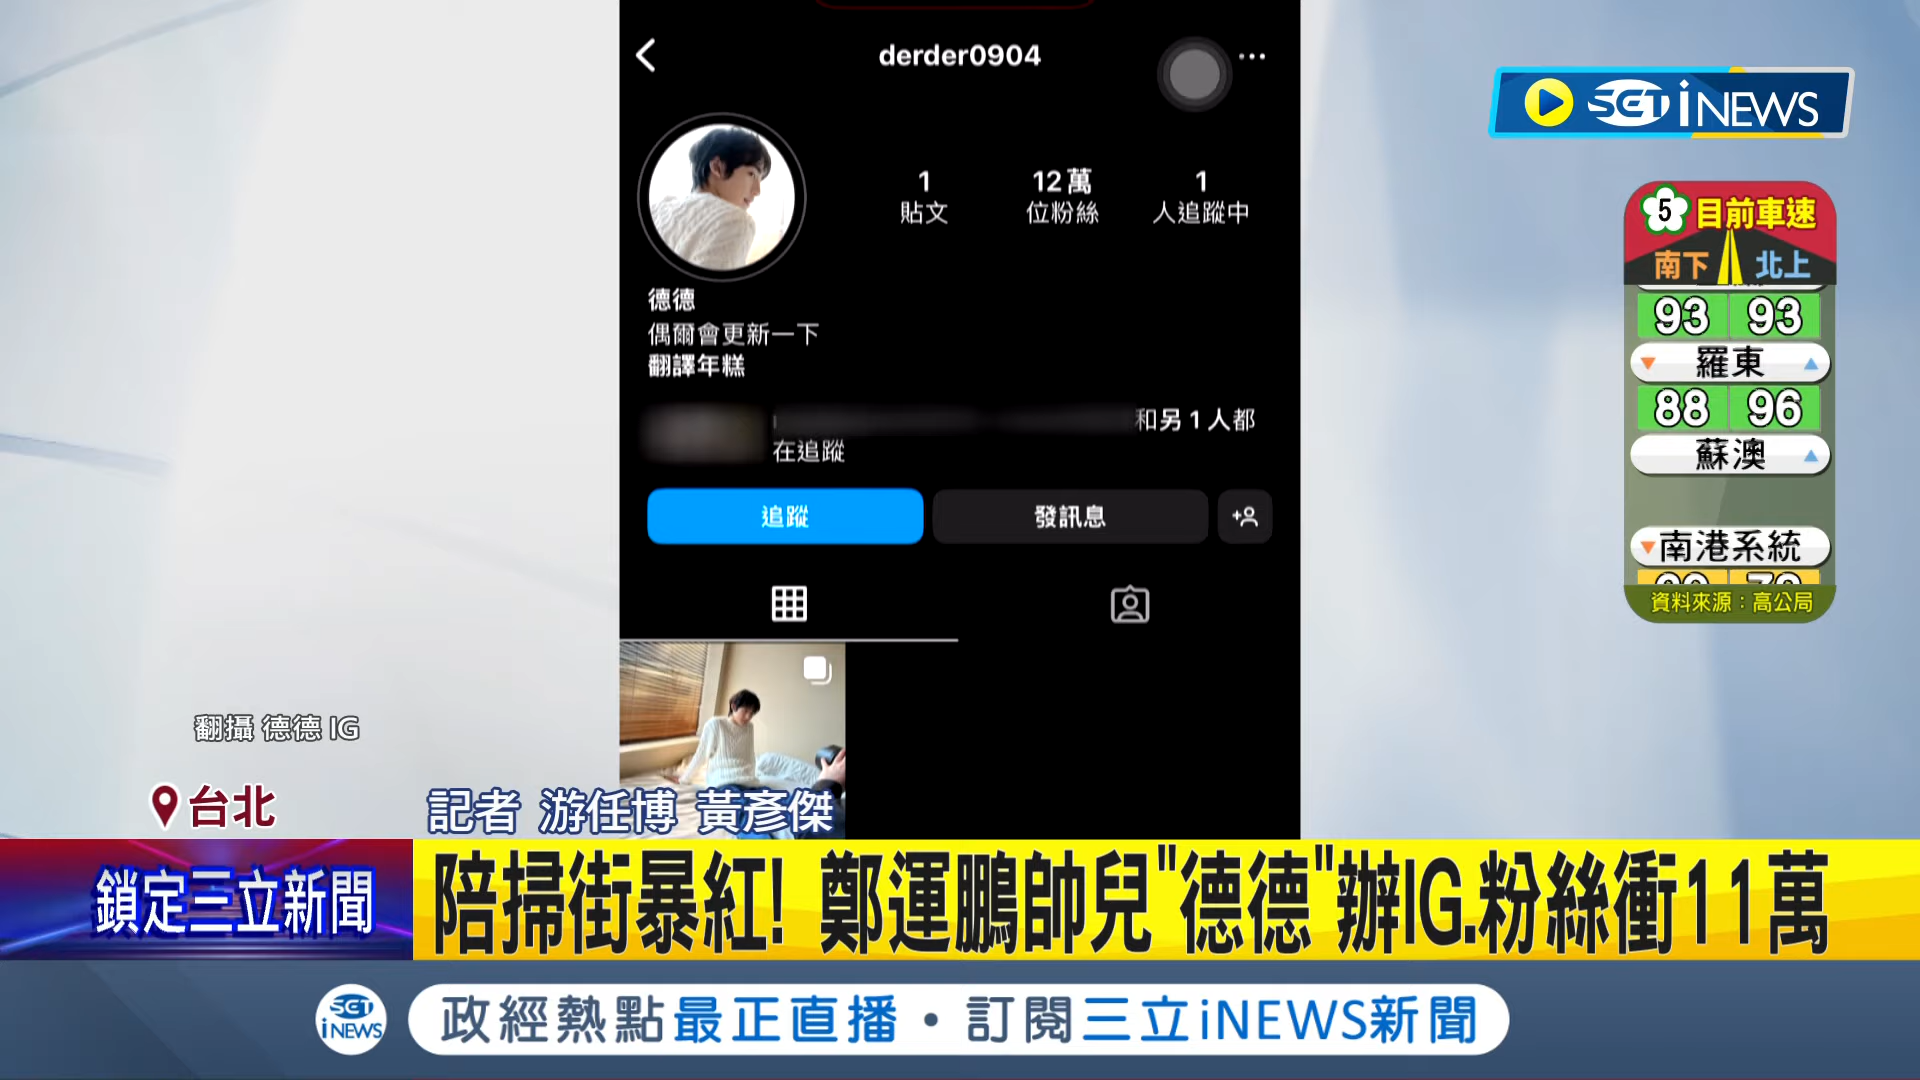 derder0904
1
貼文
12萬
位粉絲
1
人追蹤中
德德
偶爾會更新一下
翻譯年糕
和另 1 人都
在追蹤
追蹤
發訊息
SET iNEWS
5 目前車速
南下 北上
93 93
羅東
88 96
蘇澳
南港系統
資料來源：高公局
翻攝 德德 IG
台北
記者 游任博 黃彥傑
鎖定三立新聞
陪掃街暴紅! 鄭運鵬帥兒"德德"辦IG.粉絲衝11萬
SET iNEWS
政經熱點最正直播・訂閱三立iNEWS新聞